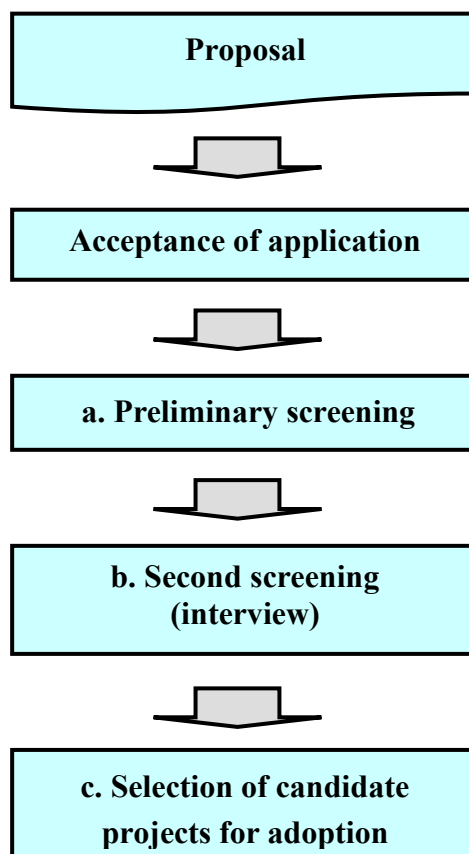 Proposal
Acceptance of application
a. Preliminary screening
b. Second screening
(interview)
c. Selection of candidate
projects for adoption